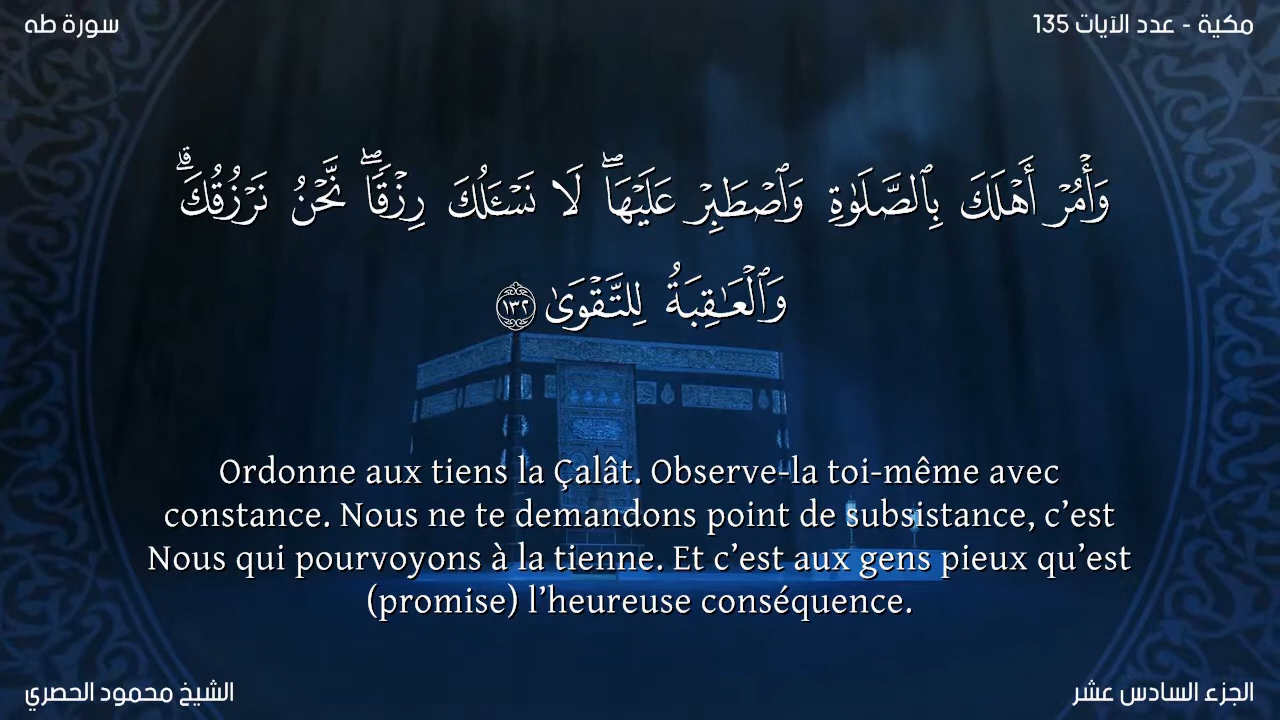 مكية - عدد الآيات 135
سورة طه
وَأْمُرْ أَهْلَكَ بِٱلصَّلَوٰةِ وَٱصْطَبِرْ عَلَيْهَاۖ لَا نَسْـَٔلُكَ رِزْقًاۖ نَّحْنُ نَرْزُقُكَۗ
وَٱلْعَـٰقِبَةُ لِلتَّقْوَىٰ ١٣٢
Ordonne aux tiens la Çalât. Observe-la toi-même avec
constance. Nous ne te demandons point de subsistance, c’est
Nous qui pourvoyons à la tienne. Et c’est aux gens pieux qu’est
(promise) l’heureuse conséquence.
الجزء السادس عشر
الشيخ محمود الحصري